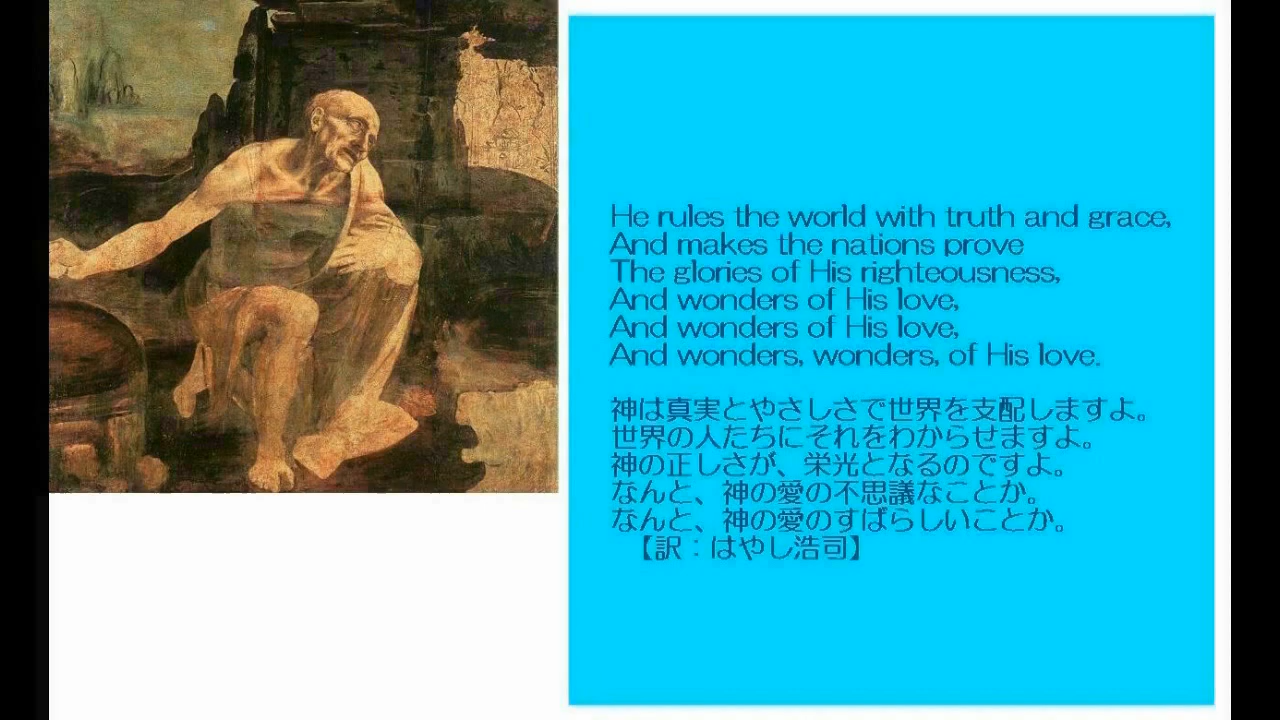 He rules the world with truth and grace,
And makes the nations prove
The glories of His righteousness,
And wonders of His love,
And wonders of His love,
And wonders, wonders, of His love.
神は真実とやさしさで世界を支配しますよ。
世界の人たちにそれをわからせますよ。
神の正しさが、栄光となるのですよ。
なんと、神の愛の不思議なことか。
なんと、神の愛のすばらしいことか。
【訳：はやし浩司】